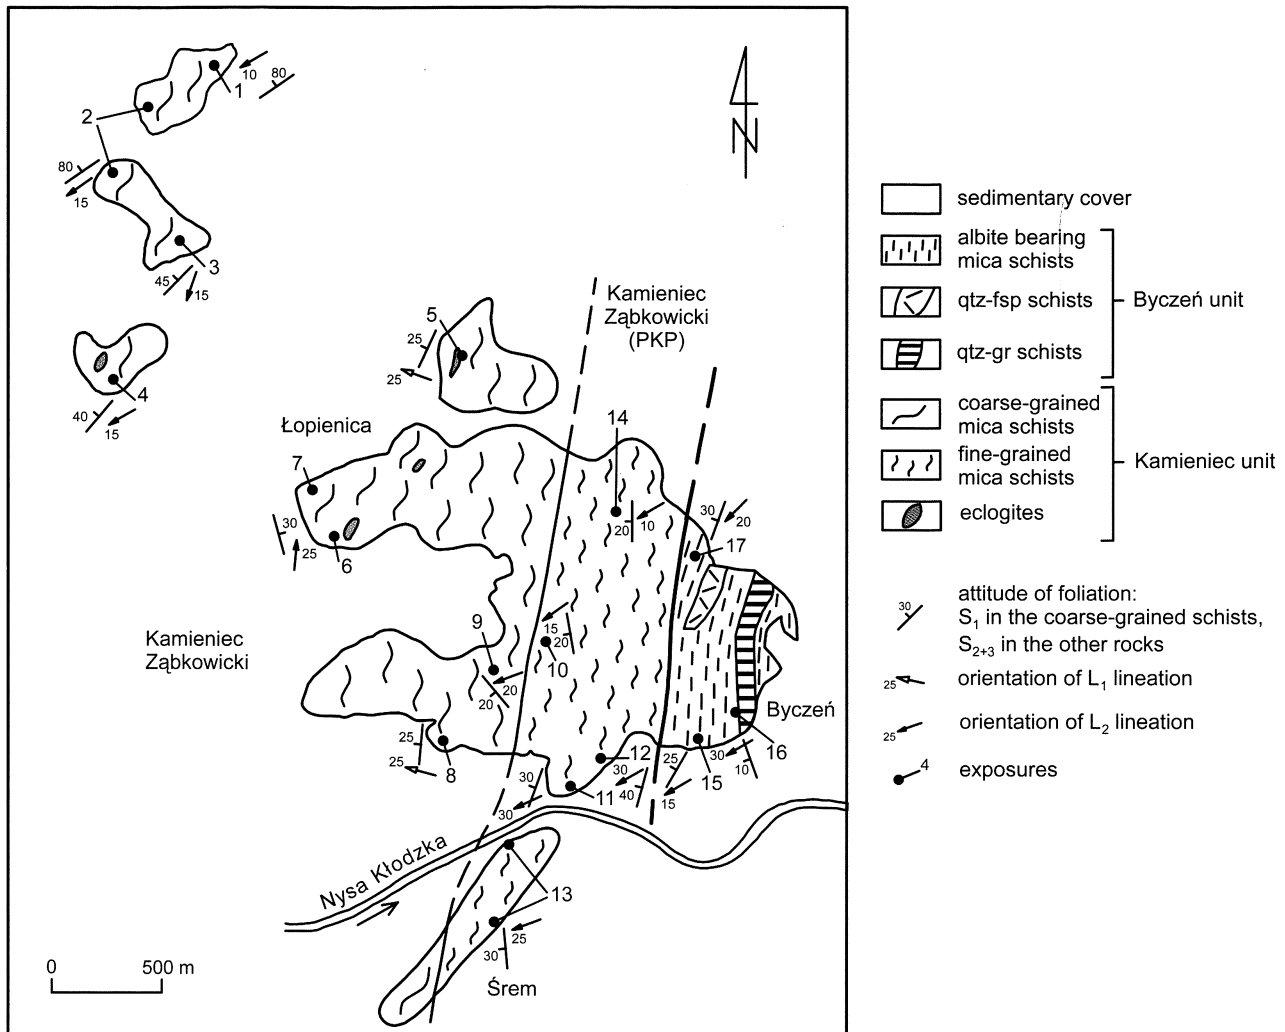 1
10
80
2
N
80
15
3
45
15
4
40
15
5
25
25
Kamieniec
Ząbkowicki
(PKP)
14
Łopienica
7
30
25
6
20
10
30
20
17
Kamieniec
Ząbkowicki
9
15
20
10
20
20
Byczeń
16
25
8
12
30
40
11
30
30
25
15
15
30
10
Nysa Kłodzka
13
25
30
Śrem
0 500 m
sedimentary cover
albite bearing
mica schists
qtz-fsp schists
Byczeń unit
qtz-gr schists
coarse-grained
mica schists
fine-grained
mica schists
Kamieniec unit
eclogites
30
attitude of foliation:
S1 in the coarse-grained schists,
S2+3 in the other rocks
25
orientation of L1 lineation
25
orientation of L2 lineation
4
exposures